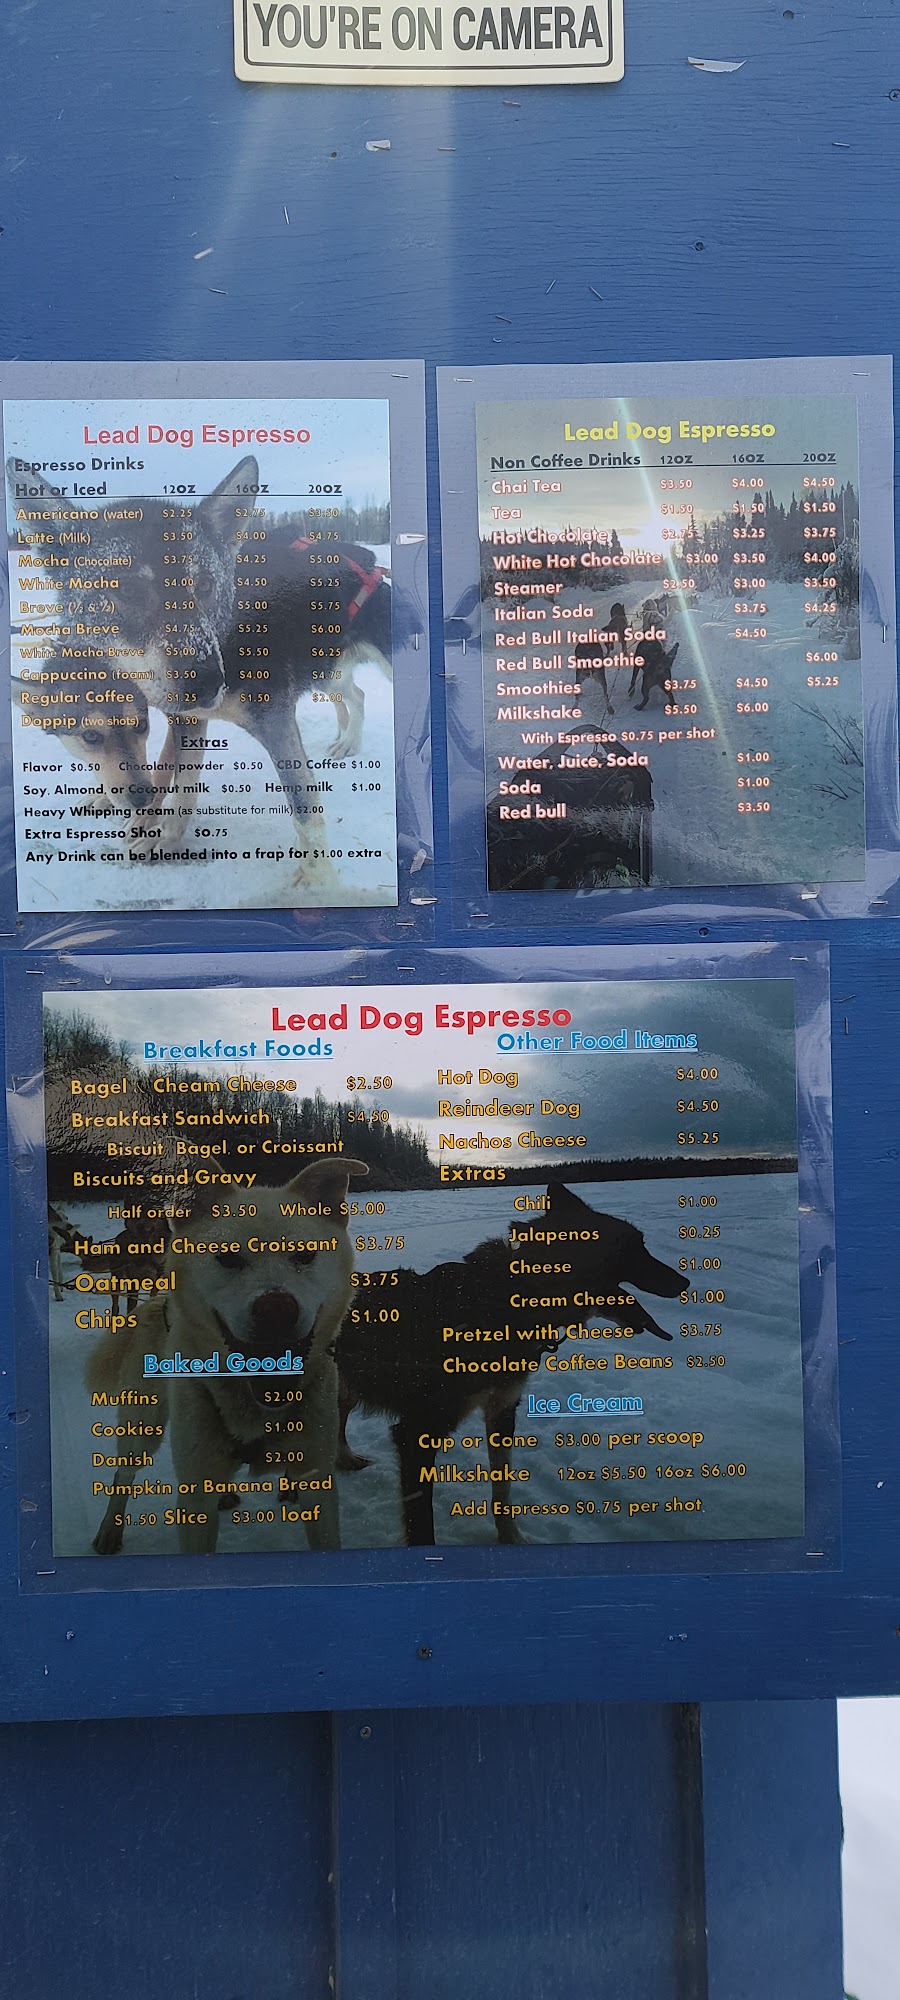 YOU'RE ON CAMERA
Lead Dog Espresso
Espresso Drinks
Hot or Iced 12OZ 16OZ 20OZ
Americano (water) $2.25 $2.75 $3.50
Latte (Milk) $3.50 $4.00 $4.75
Mocha (Chocolate) $3.75 $4.25 $5.00
White Mocha $4.00 $4.50 $5.25
Breve (½ & ½) $4.50 $5.00 $5.75
Mocha Breve $4.75 $5.25 $6.00
White Mocha Breve $5.00 $5.50 $6.25
Cappuccino (foam) $3.50 $4.00 $4.75
Regular Coffee $1.25 $1.50 $2.00
Doppip (two shots) $1.50
Extras
Flavor $0.50 Chocolate powder $0.50 CBD Coffee $1.00
Soy, Almond, or Coconut milk $0.50 Hemp milk $1.00
Heavy Whipping cream (as substitute for milk) $2.00
Extra Espresso Shot $0.75
Any Drink can be blended into a frap for $1.00 extra
Lead Dog Espresso
Non Coffee Drinks 12OZ 16OZ 20OZ
Chai Tea $3.50 $4.00 $4.50
Tea $1.50 $1.50 $1.50
Hot Chocolate $2.75 $3.25 $3.75
White Hot Chocolate $3.00 $3.50 $4.00
Steamer $2.50 $3.00 $3.50
Italian Soda $3.75 $4.25
Red Bull Italian Soda $4.50
Red Bull Smoothie $6.00
Smoothies $3.75 $4.50 $5.25
Milkshake $5.50 $6.00
With Espresso $0.75 per shot
Water, Juice, Soda $1.00
Soda $1.00
Red bull $3.50
Lead Dog Espresso
Breakfast Foods
Bagel Cheam Cheese $2.50
Breakfast Sandwich $4.50
Biscuit, Bagel, or Croissant
Biscuits and Gravy
Half order $3.50 Whole $5.00
Ham and Cheese Croissant $3.75
Oatmeal $3.75
Chips $1.00
Baked Goods
Muffins $2.00
Cookies $1.00
Danish $2.00
Pumpkin or Banana Bread
$1.50 Slice $3.00 loaf
Other Food Items
Hot Dog $4.00
Reindeer Dog $4.50
Nachos Cheese $5.25
Extras
Chili $1.00
Jalapenos $0.25
Cheese $1.00
Cream Cheese $1.00
Pretzel with Cheese $3.75
Chocolate Coffee Beans $2.50
Ice Cream
Cup or Cone $3.00 per scoop
Milkshake 12oz $5.50 16oz $6.00
Add Espresso $0.75 per shot